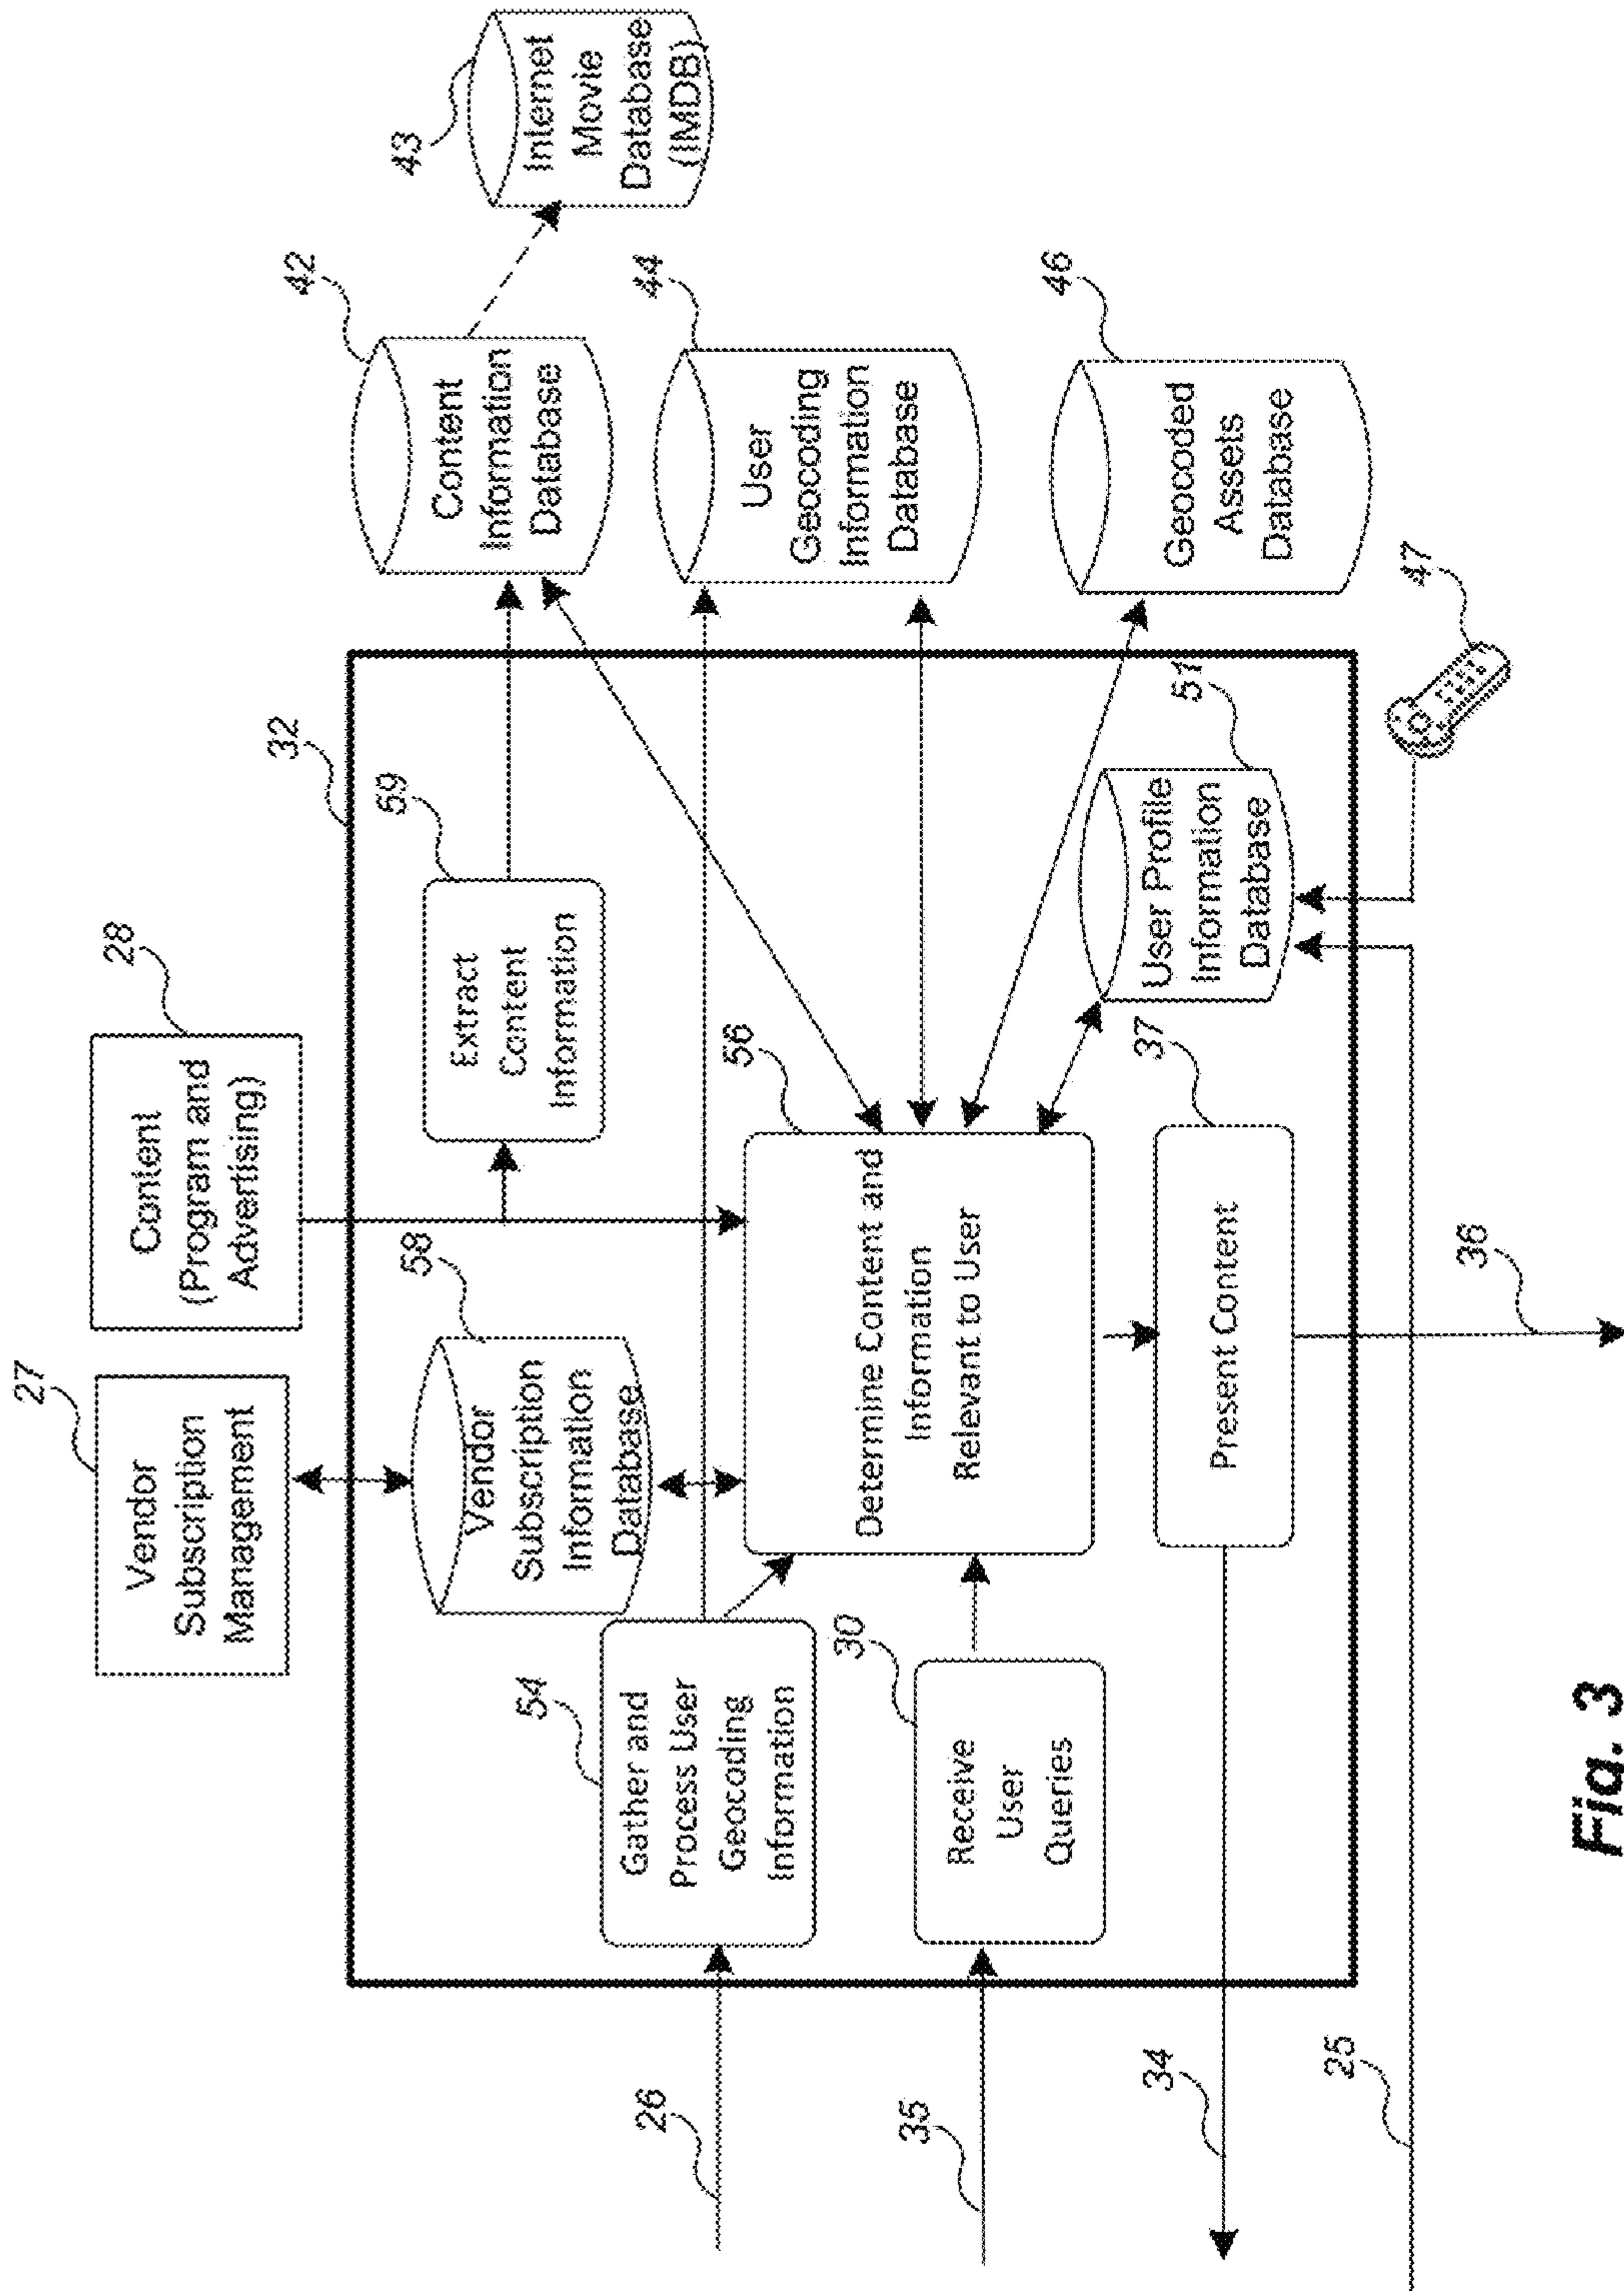 27
Vendor
Subscription
Management
28
Content
(Program and
Advertising)
32
58
Vendor
Subscription
Information
Database
59
Extract
Content
Information
42
Content
Information
Database
43
Internet
Movie
Database
(IMDB)
26
54
Gather and
Process User
Geocoding
Information
44
User
Geocoding
Information
Database
35
30
Receive
User
Queries
56
Determine Content and
Information
Relevant to User
46
Geocoded
Assets
Database
34
37
Present Content
51
User Profile
Information
Database
47
25
36
Fig. 3